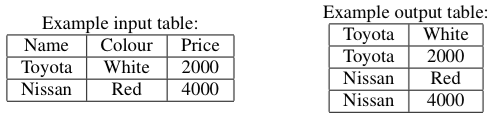 Example input table:
Name Colour Price
Toyota White 2000
Nissan Red 4000
Example output table:
Toyota White
Toyota 2000
Nissan Red
Nissan 4000